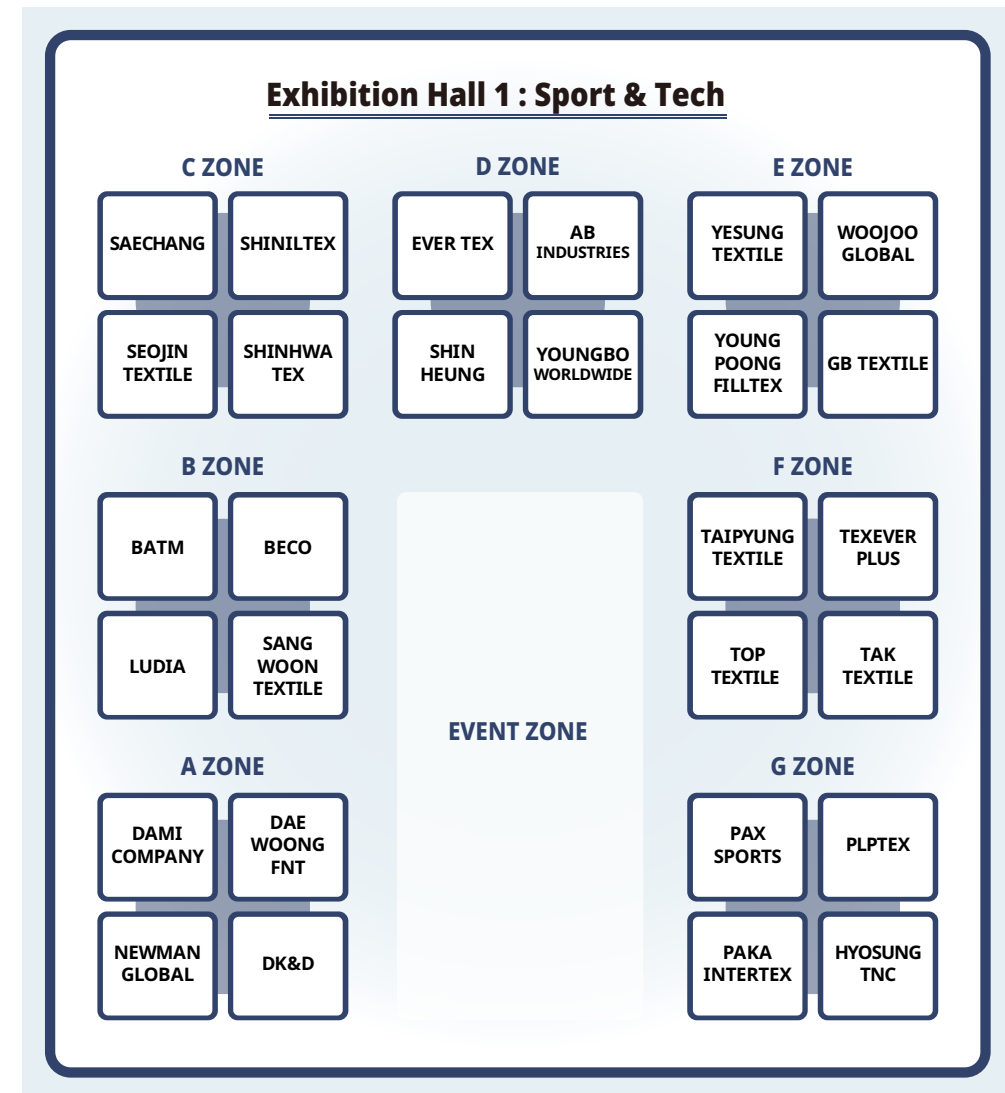 Exhibition Hall 1 : Sport & Tech
C ZONE
SAECHANG
SHINILTEX
SEOJIN
TEXTILE
SHINHWA
TEX
D ZONE
EVER TEX
AB
INDUSTRIES
SHIN
HEUNG
YOUNGBO
WORLDWIDE
E ZONE
YESUNG
TEXTILE
WOOJOO
GLOBAL
YOUNG
POONG
FILLTEX
GB TEXTILE
B ZONE
BATM
BECO
LUDIA
SANG
WOON
TEXTILE
EVENT ZONE
F ZONE
TAIPYUNG
TEXTILE
TEXEVER
PLUS
TOP
TEXTILE
TAK
TEXTILE
A ZONE
DAMI
COMPANY
DAE
WOONG
FNT
NEWMAN
GLOBAL
DK&D
G ZONE
PAX
SPORTS
PLPTEX
PAKA
INTERTEX
HYOSUNG
TNC